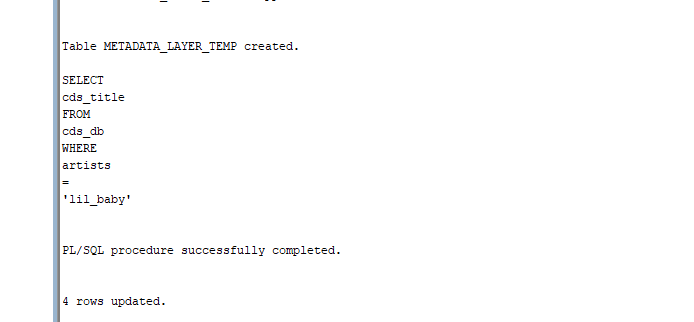 Table METADATA_LAYER_TEMP created.
SELECT
cds_title
FROM
cds_db
WHERE
artists
=
'lil_baby'
PL/SQL procedure successfully completed.
4 rows updated.